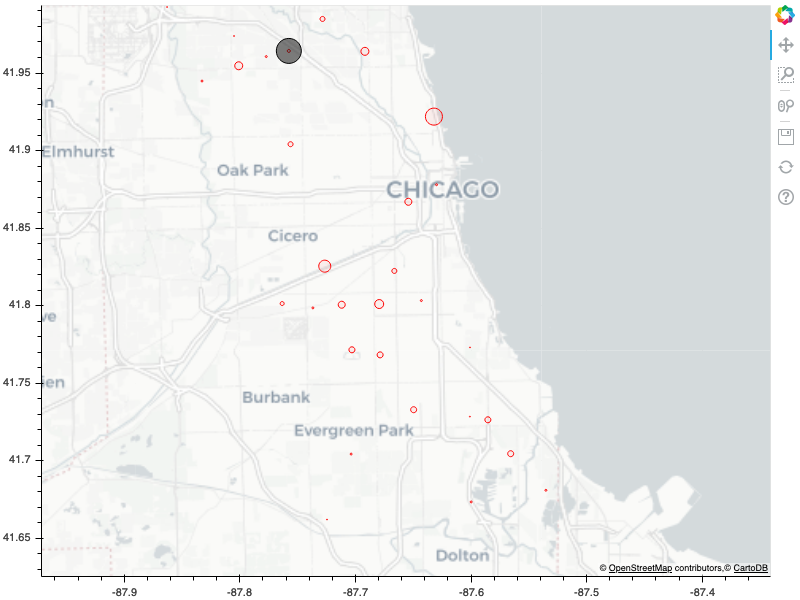 41.95
on
41.9
Elmhurst
Oak Park
CHICAGO
41.85
Cicero
41.8
ve
41.75
en
Burbank
Evergreen Park
41.7
41.65
Dolton
© OpenStreetMap contributors,© CartoDB
-87.9
-87.8
-87.7
-87.6
-87.5
-87.4
?